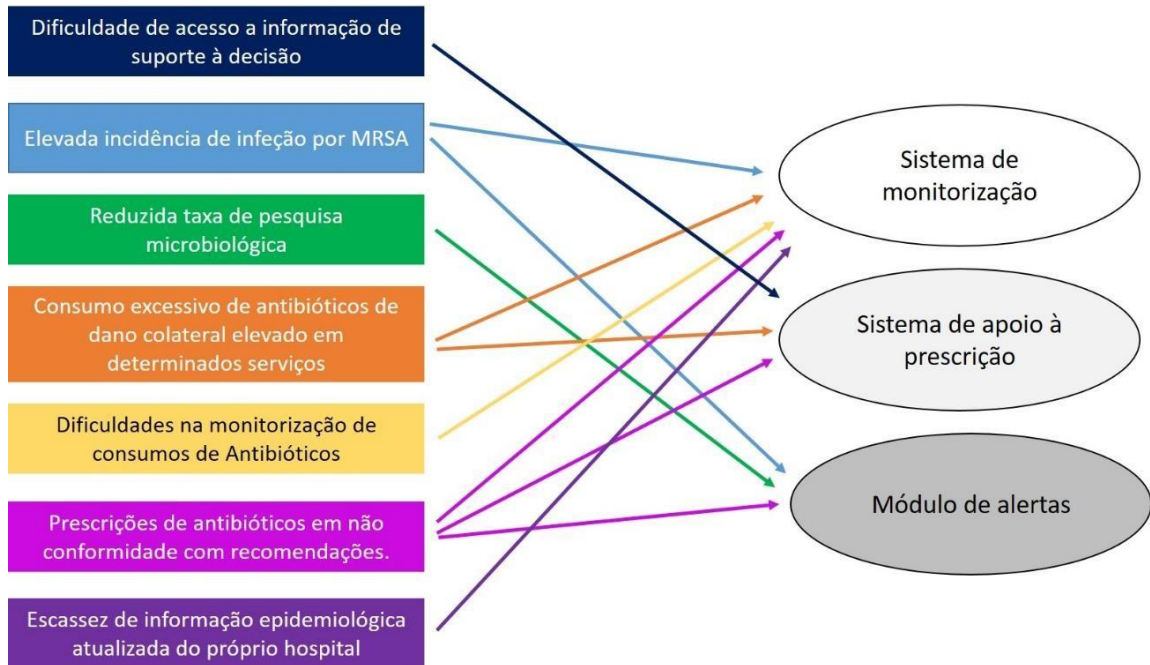 Dificuldade de acesso a informação de
suporte à decisão
Elevada incidência de infeção por MRSA
Reduzida taxa de pesquisa
microbiológica
Consumo excessivo de antibióticos de
dano colateral elevado em
determinados serviços
Dificuldades na monitorização de
consumos de Antibióticos
Prescrições de antibióticos em não
conformidade com recomendações.
Escassez de informação epidemiológica
atualizada do próprio hospital
Sistema de
monitorização
Sistema de apoio à
prescrição
Módulo de alertas